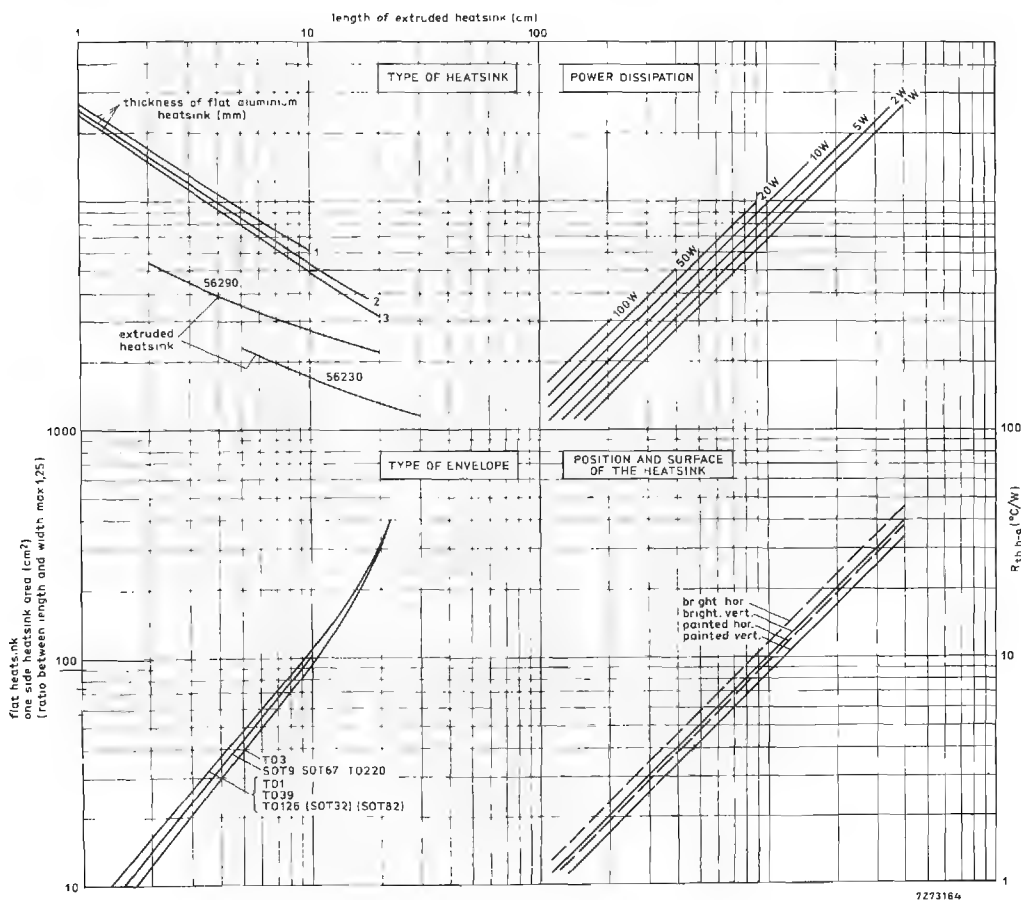 length of extruded heatsink (cm)
1
10
100
TYPE OF HEATSINK
POWER DISSIPATION
thickness of flat aluminium
heatsink (mm)
2W
1W
5W
10W
20W
50W
100W
1
2
3
56290
extruded
heatsink
56230
1000
100
TYPE OF ENVELOPE
POSITION AND SURFACE
OF THE HEATSINK
flat heatsink
one side heatsink area (cm²)
(ratio between length and width max 1,25)
Rth h-a (°C/W)
bright hor.
bright. vert.
painted hor.
painted vert.
100
10
TO3
SOT9 SOT67 TO220
TO1
TO39
TO126 (SOT32) (SOT82)
10
1
7Z73164